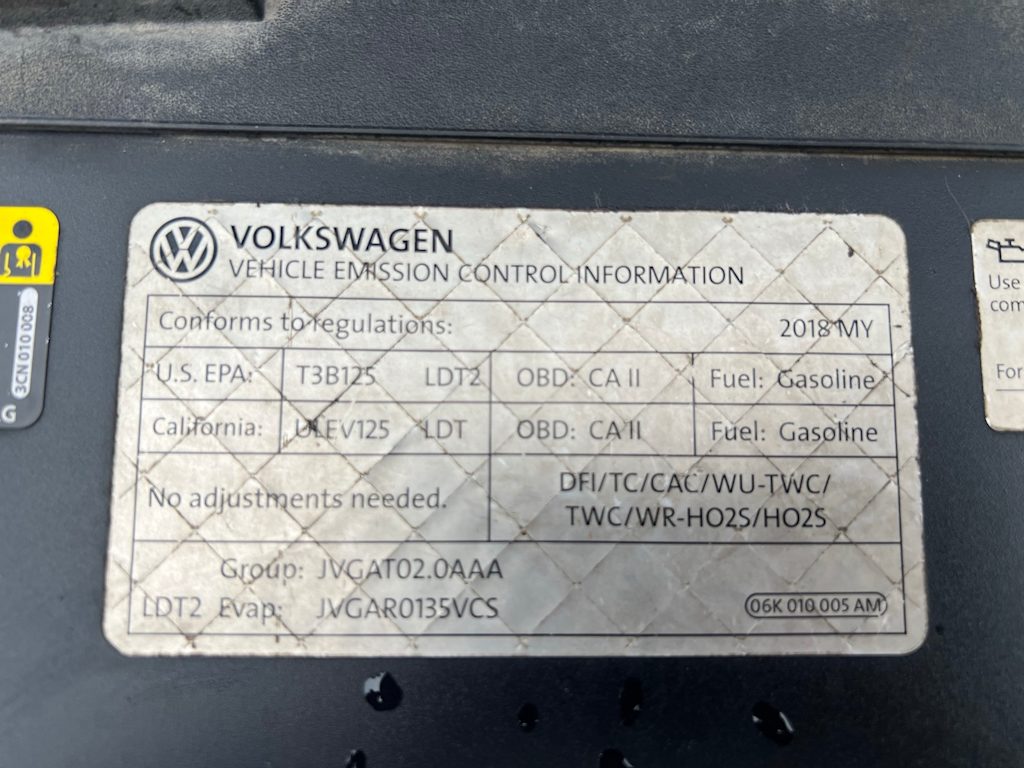 VOLKSWAGEN
VEHICLE EMISSION CONTROL INFORMATION
Conforms to regulations: 2018 MY
U.S. EPA: T3B125 LDT2 OBD: CA II Fuel: Gasoline
California: ULEV125 LDT OBD: CA II Fuel: Gasoline
No adjustments needed.
DFI/TC/CAC/WU-TWC/
TWC/WR-HO2S/HO2S
Group: JVGAT02.0AAA
LDT2 Evap: JVGAR0135VCS
06K 010 005 AM
3CN 010 008
G
Use
com
For